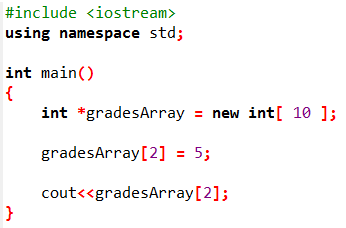 #include <iostream>
using namespace std;
int main()
{
int *gradesArray = new int[ 10 ];
gradesArray[2] = 5;
cout<<gradesArray[2];
}